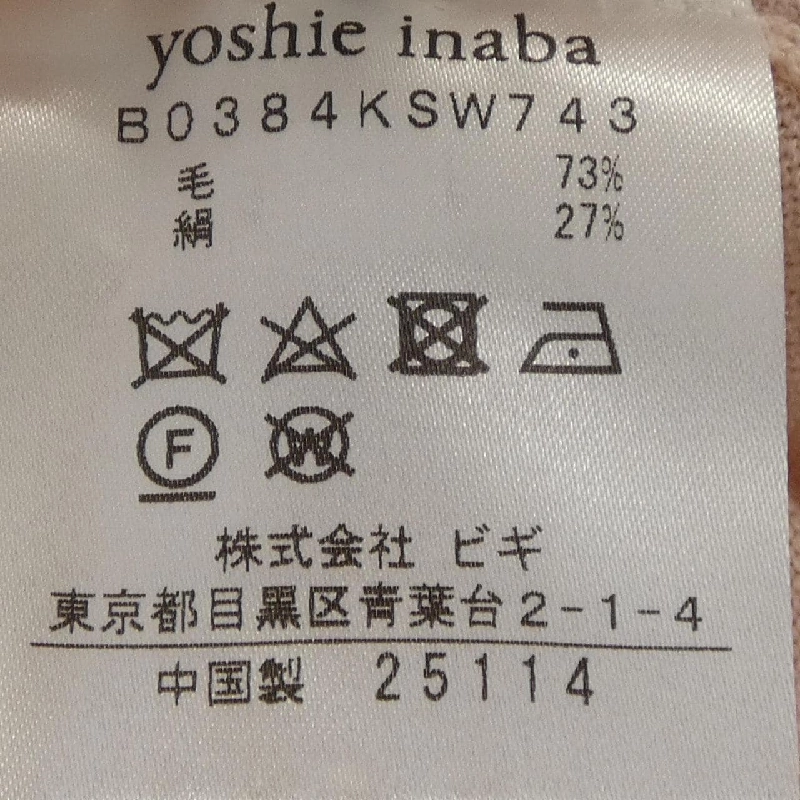 yoshie inaba
B0384KSW743
毛 73%
絹 27%
F W
株式会社 ビギ
東京都目黒区青葉台2-1-4
中国製 25114